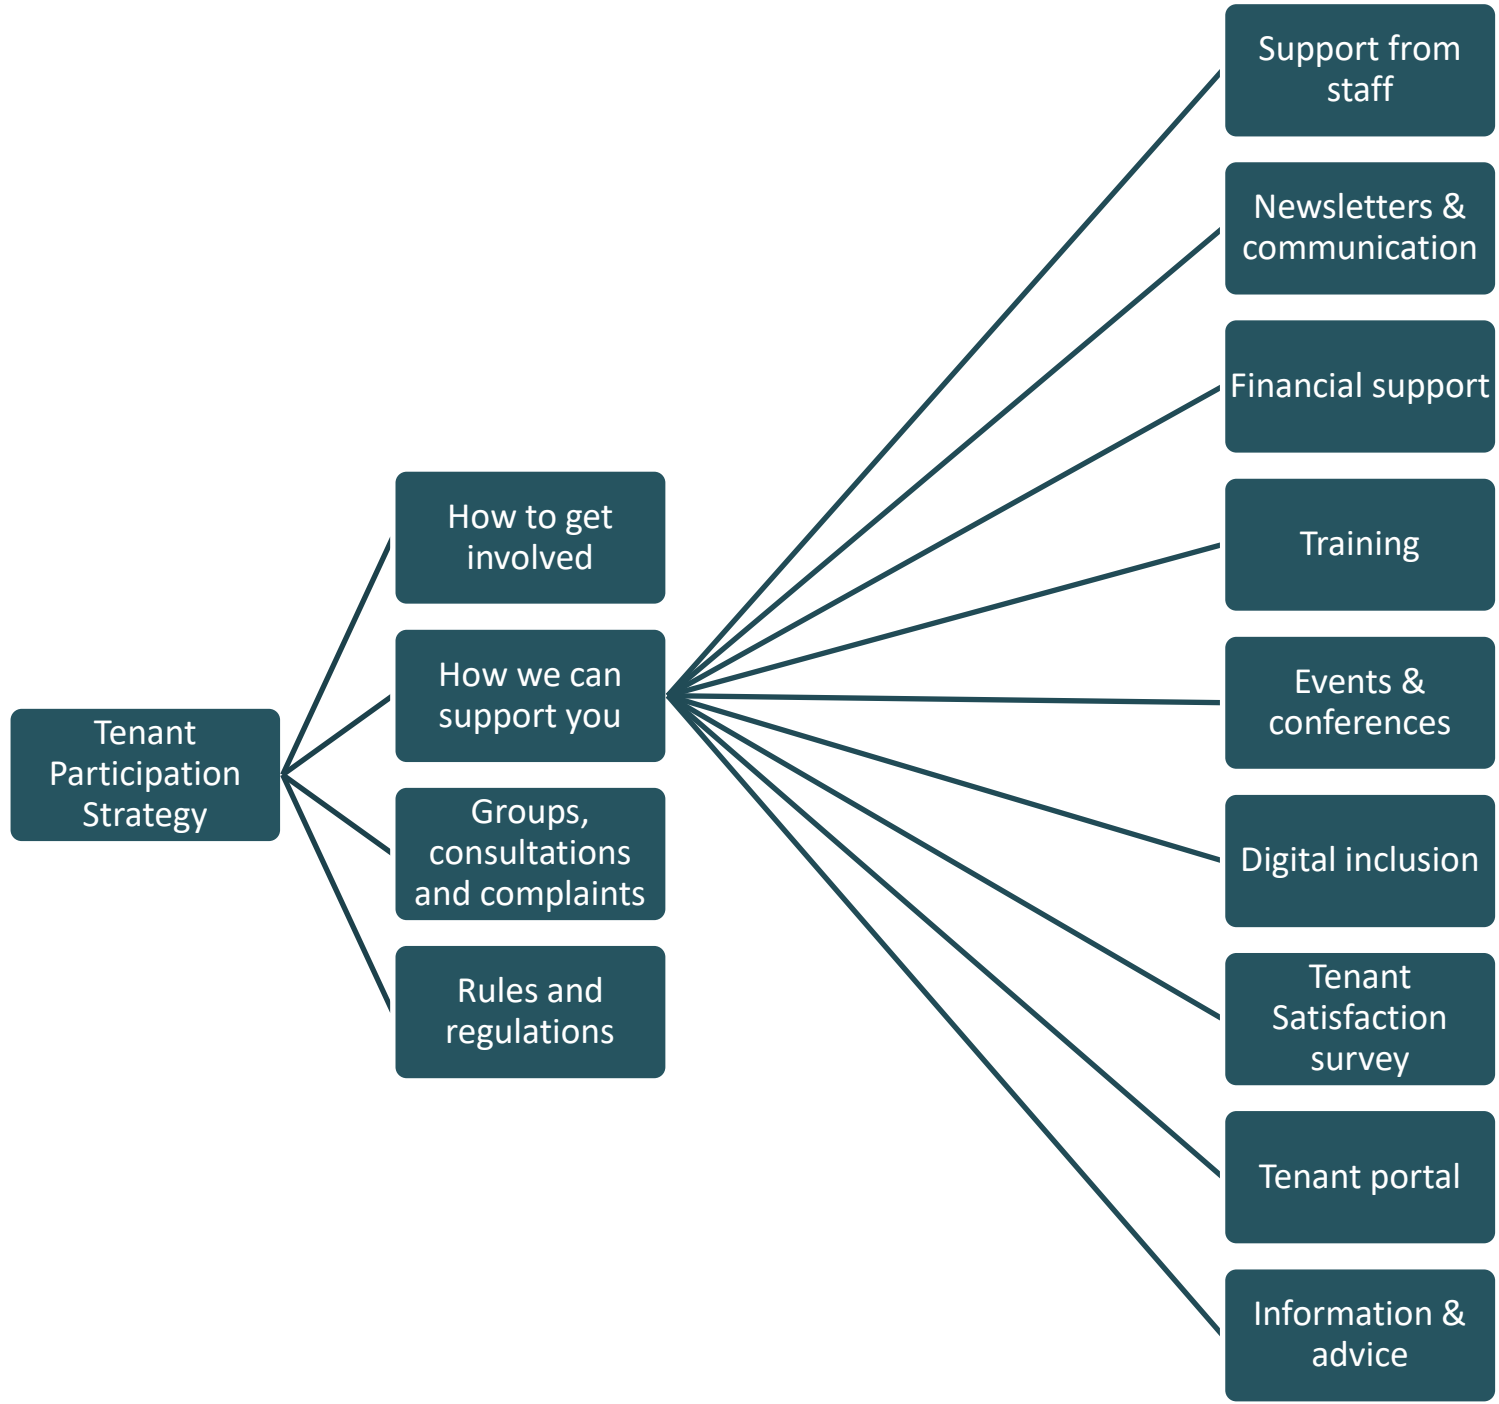 Tenant
Participation
Strategy
How to get
involved
How we can
support you
Groups,
consultations
and complaints
Rules and
regulations
Support from
staff
Newsletters &
communication
Financial support
Training
Events &
conferences
Digital inclusion
Tenant
Satisfaction
survey
Tenant portal
Information &
advice